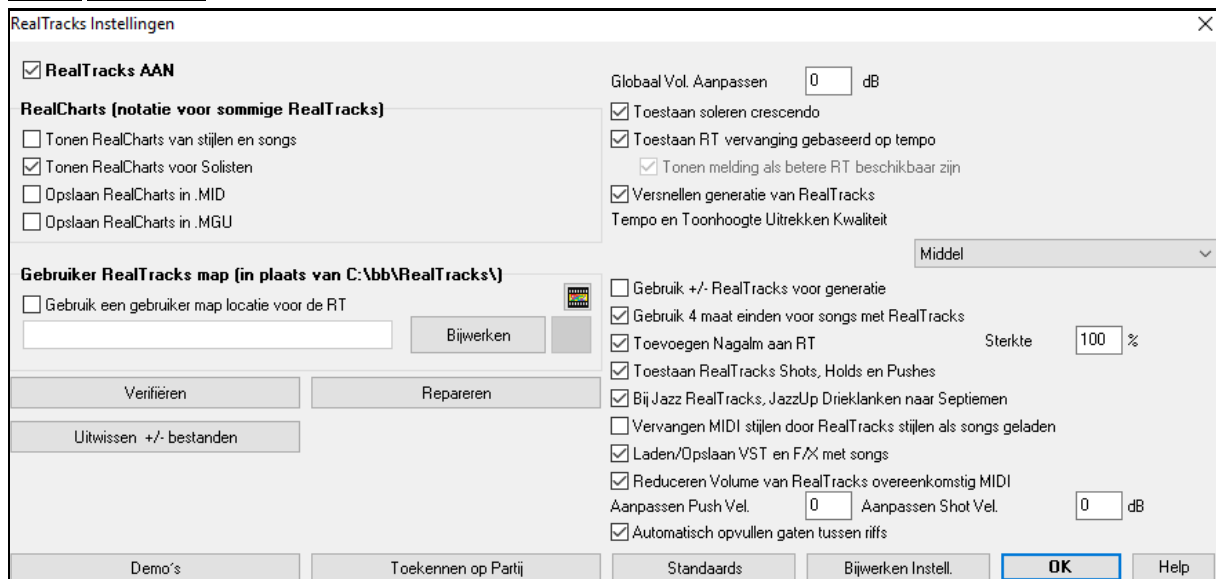 RealTracks Instellingen
RealTracks AAN
RealCharts (notatie voor sommige RealTracks)
Tonen RealCharts van stijlen en songs
Tonen RealCharts voor Solisten
Opslaan RealCharts in .MID
Opslaan RealCharts in .MGU
Gebruiker RealTracks map (in plaats van C:\bb\RealTracks\)
Gebruik een gebruiker map locatie voor de RT
Bijwerken
Verifiëren
Repareren
Uitwissen +/- bestanden
Globaal Vol. Aanpassen 0 dB
Toestaan soleren crescendo
Toestaan RT vervanging gebaseerd op tempo
Tonen melding als betere RT beschikbaar zijn
Versnellen generatie van RealTracks
Tempo en Toonhoogte Uitrekken Kwaliteit
Middel
Gebruik +/- RealTracks voor generatie
Gebruik 4 maat einden voor songs met RealTracks
Toevoegen Nagalm aan RT Sterkte 100 %
Toestaan RealTracks Shots, Holds en Pushes
Bij Jazz RealTracks, JazzUp Drieklanken naar Septiemen
Vervangen MIDI stijlen door RealTracks stijlen als songs geladen
Laden/Opslaan VST en F/X met songs
Reduceren Volume van RealTracks overeenkomstig MIDI
Aanpassen Push Vel. 0 Aanpassen Shot Vel. 0 dB
Automatisch opvullen gaten tussen riffs
Demo's
Toekennen op Partij
Standaards
Bijwerken Instell.
OK
Help